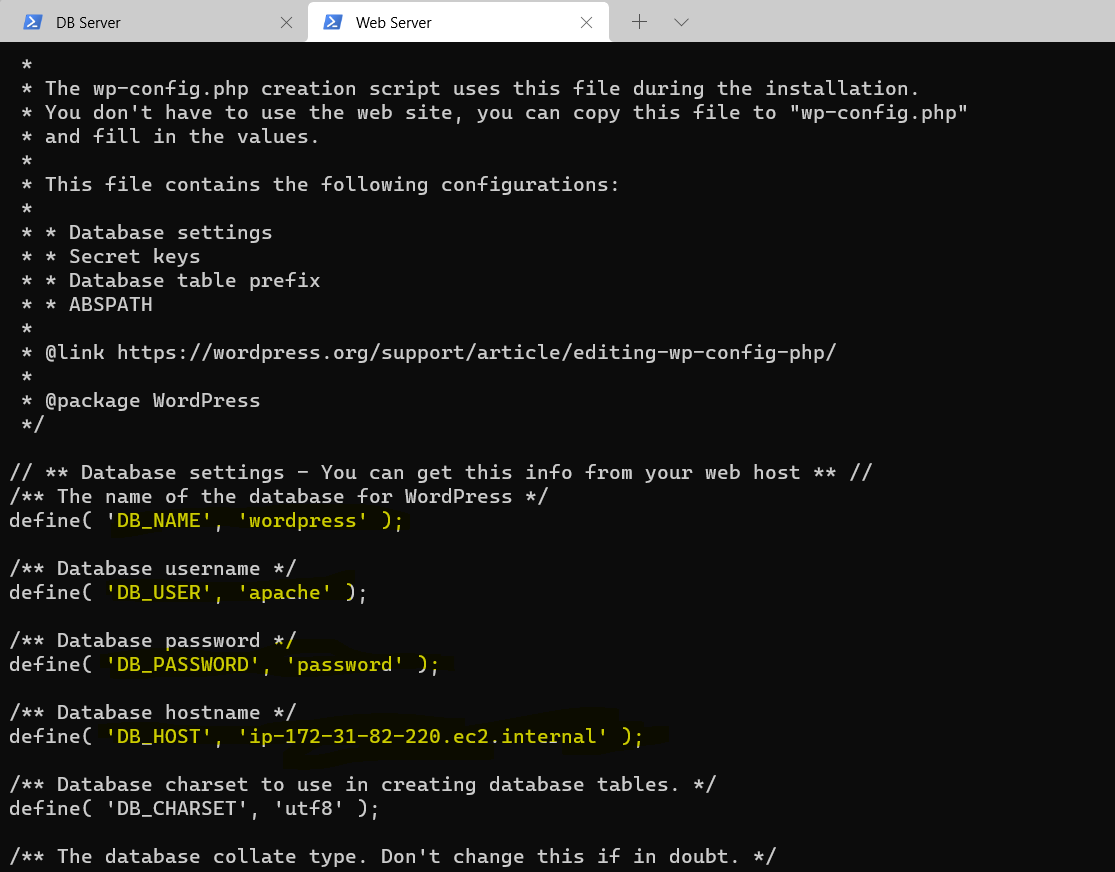 DB Server
Web Server
*
* The wp-config.php creation script uses this file during the installation.
* You don't have to use the web site, you can copy this file to "wp-config.php"
* and fill in the values.
*
* This file contains the following configurations:
*
* * Database settings
* * Secret keys
* * Database table prefix
* * ABSPATH
*
* @link https://wordpress.org/support/article/editing-wp-config-php/
*
* @package WordPress
*/
// ** Database settings - You can get this info from your web host ** //
/** The name of the database for WordPress */
define( 'DB_NAME', 'wordpress' );
/** Database username */
define( 'DB_USER', 'apache' );
/** Database password */
define( 'DB_PASSWORD', 'password' );
/** Database hostname */
define( 'DB_HOST', 'ip-172-31-82-220.ec2.internal' );
/** Database charset to use in creating database tables. */
define( 'DB_CHARSET', 'utf8' );
/** The database collate type. Don't change this if in doubt. */